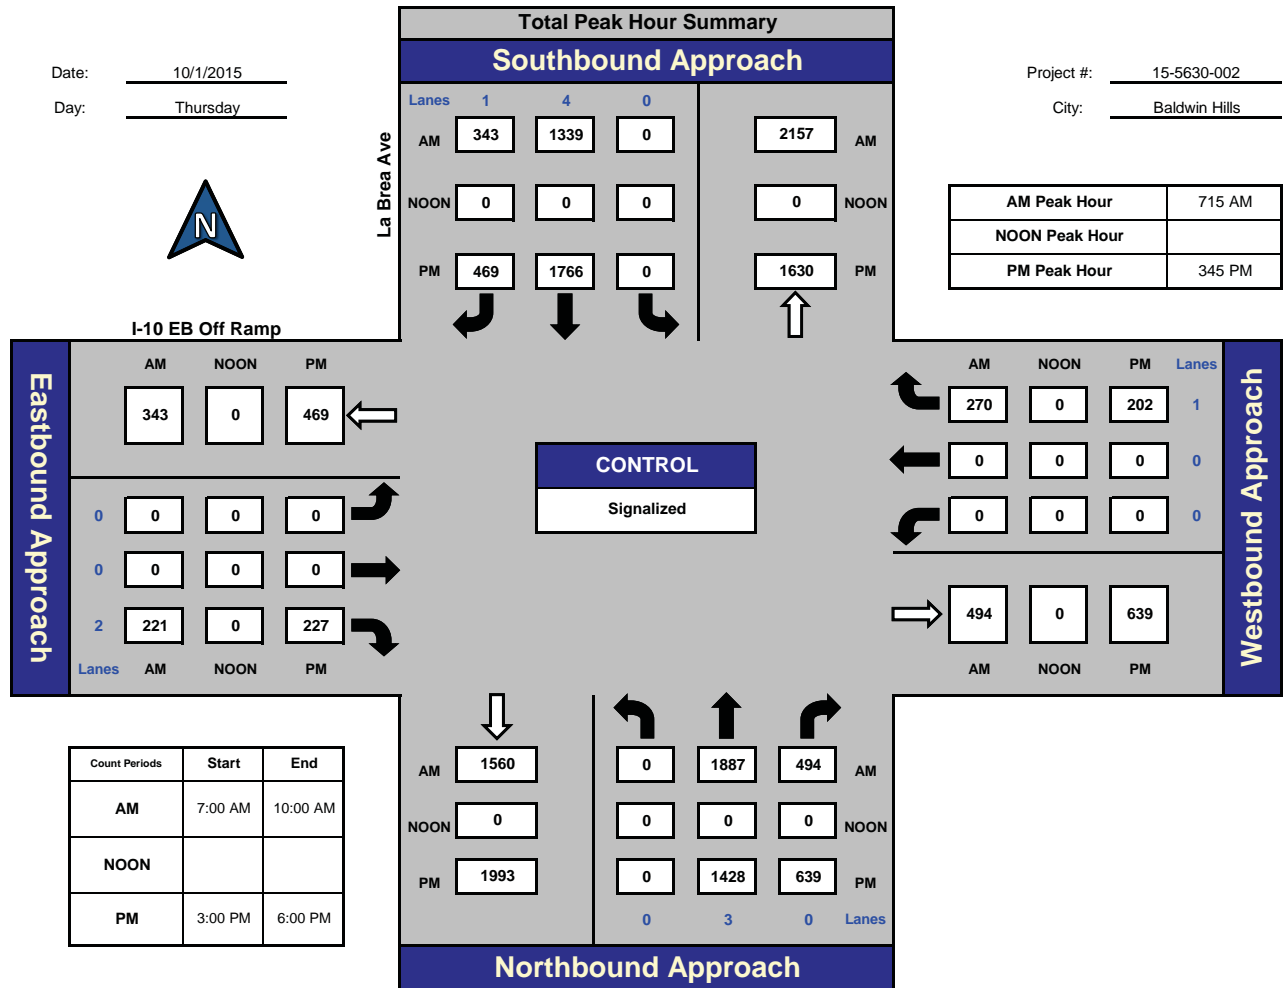 Total Peak Hour Summary
Southbound Approach
Date: 10/1/2015
Day: Thursday
Project #: 15-5630-002
City: Baldwin Hills
N
La Brea Ave
Lanes 1 4 0
AM 343 1339 0 2157 AM
NOON 0 0 0 0 NOON
PM 469 1766 0 1630 PM
AM Peak Hour 715 AM
NOON Peak Hour
PM Peak Hour 345 PM
I-10 EB Off Ramp
Eastbound Approach
AM NOON PM
343 0 469
0 0 0 0
0 0 0 0
2 221 0 227
Lanes AM NOON PM
CONTROL
Signalized
AM NOON PM Lanes
270 0 202 1
0 0 0 0
0 0 0 0
494 0 639
AM NOON PM
Westbound Approach
Count Periods Start End
AM 7:00 AM 10:00 AM
NOON
PM 3:00 PM 6:00 PM
AM 1560 0 1887 494 AM
NOON 0 0 0 0 NOON
PM 1993 0 1428 639 PM
0 3 0 Lanes
Northbound Approach